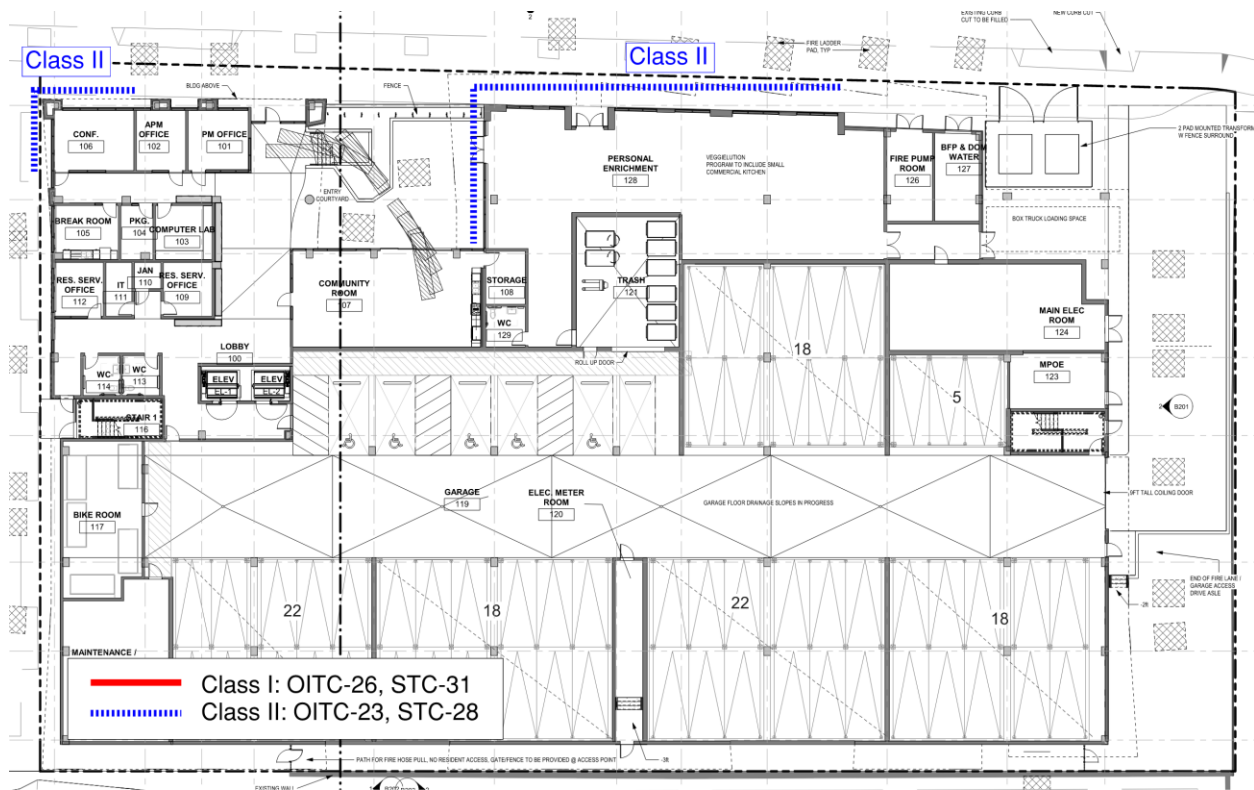 EXISTING CURB
CUT TO BE FILLED
NEW CURB CUT
2
Class II
Class II
FIRE LADDER
PAD, TYP
BLDG ABOVE
FENCE
2 PAD MOUNTED TRANSFORM
W FENCE SURROUND
CONF.
106
APM
OFFICE
102
PM OFFICE
101
PERSONAL
ENRICHMENT
128
VEGGIELUTION
PROGRAM TO INCLUDE SMALL
COMMERCIAL KITCHEN
FIRE PUMP
ROOM
126
BFP & DOM
WATER
127
ENTRY
COURTYARD
BOX TRUCK LOADING SPACE
BREAK ROOM
105
PKG.
104
COMPUTER LAB
103
RES. SERV.
OFFICE
112
IT
111
JAN
110
RES. SERV.
OFFICE
109
COMMUNITY
ROOM
107
STORAGE
108
TRASH
121
WC
129
MAIN ELEC
ROOM
124
LOBBY
100
ROLL UP DOOR
18
WC
114
WC
113
ELEV
EL-1
ELEV
EL-2
MPOE
123
5
2
B201
STAIR 1
116
GARAGE
119
ELEC. METER
ROOM
120
GARAGE FLOOR DRAINAGE SLOPES IN PROGRESS
9FT TALL COILING DOOR
BIKE ROOM
117
END OF FIRE LANE /
GARAGE ACCESS
DRIVE AISLE
-2ft
22
18
22
18
MAINTENANCE /
Class I: OITC-26, STC-31
Class II: OITC-23, STC-28
PATH FOR FIRE HOSE PULL, NO RESIDENT ACCESS, GATE/FENCE TO BE PROVIDED @ ACCESS POINT
-3ft
EXISTING WALL